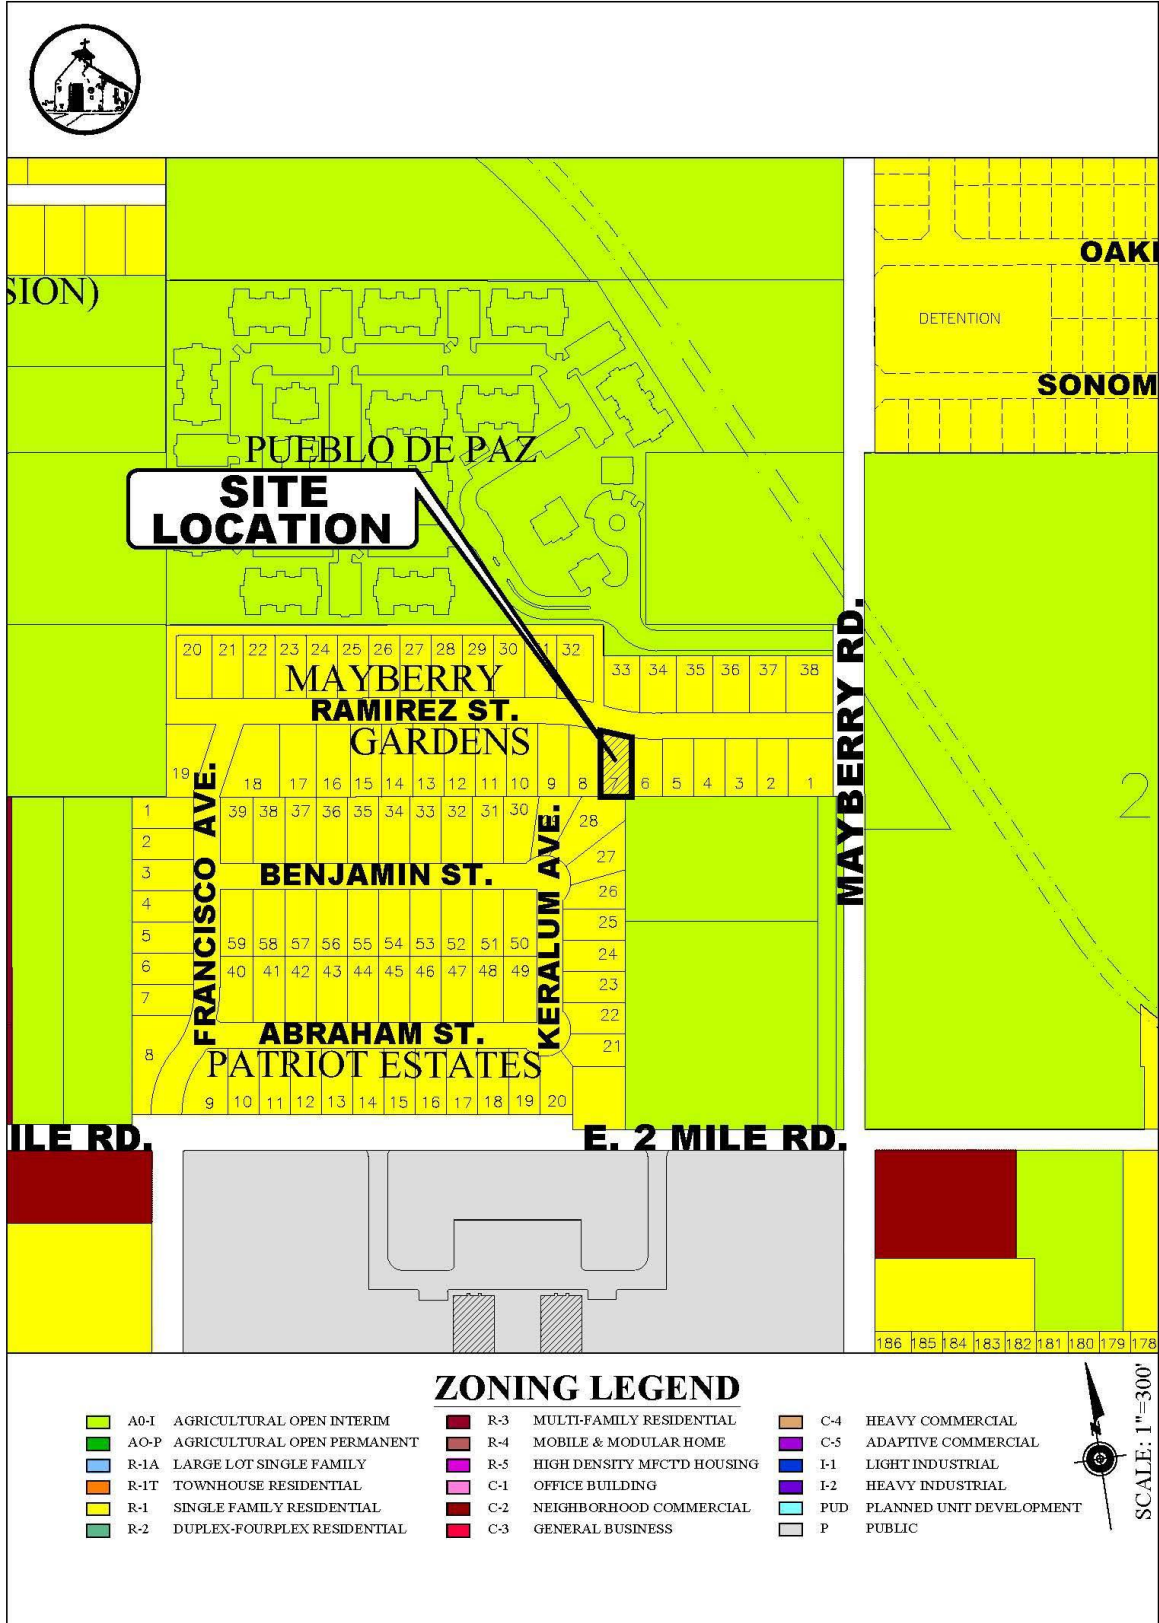 OAKI
SION)
DETENTION
SONOM
PUEBLO DE PAZ
SITE
LOCATION
20 21 22 23 24 25 26 27 28 29 30 31 32
33 34 35 36 37 38
MAYBERRY
RAMIREZ ST.
GARDENS
MAYBERRY RD.
19 18 17 16 15 14 13 12 11 10 9 8 7 6 5 4 3 2 1
2
FRANCISCO AVE.
KERALUM AVE.
1
2
3
4
5
6
7
8
39 38 37 36 35 34 33 32 31 30
28
27
26
25
24
23
22
21
BENJAMIN ST.
59 58 57 56 55 54 53 52 51 50
40 41 42 43 44 45 46 47 48 49
ABRAHAM ST.
PATRIOT ESTATES
9 10 11 12 13 14 15 16 17 18 19 20
ILE RD.
E. 2 MILE RD.
186 185 184 183 182 181 180 179 178
ZONING LEGEND
A0-I AGRICULTURAL OPEN INTERIM
AO-P AGRICULTURAL OPEN PERMANENT
R-1A LARGE LOT SINGLE FAMILY
R-1T TOWNHOUSE RESIDENTIAL
R-1 SINGLE FAMILY RESIDENTIAL
R-2 DUPLEX-FOURPLEX RESIDENTIAL
R-3 MULTI-FAMILY RESIDENTIAL
R-4 MOBILE & MODULAR HOME
R-5 HIGH DENSITY MFCT'D HOUSING
C-1 OFFICE BUILDING
C-2 NEIGHBORHOOD COMMERCIAL
C-3 GENERAL BUSINESS
C-4 HEAVY COMMERCIAL
C-5 ADAPTIVE COMMERCIAL
I-1 LIGHT INDUSTRIAL
I-2 HEAVY INDUSTRIAL
PUD PLANNED UNIT DEVELOPMENT
P PUBLIC
SCALE: 1"=300'